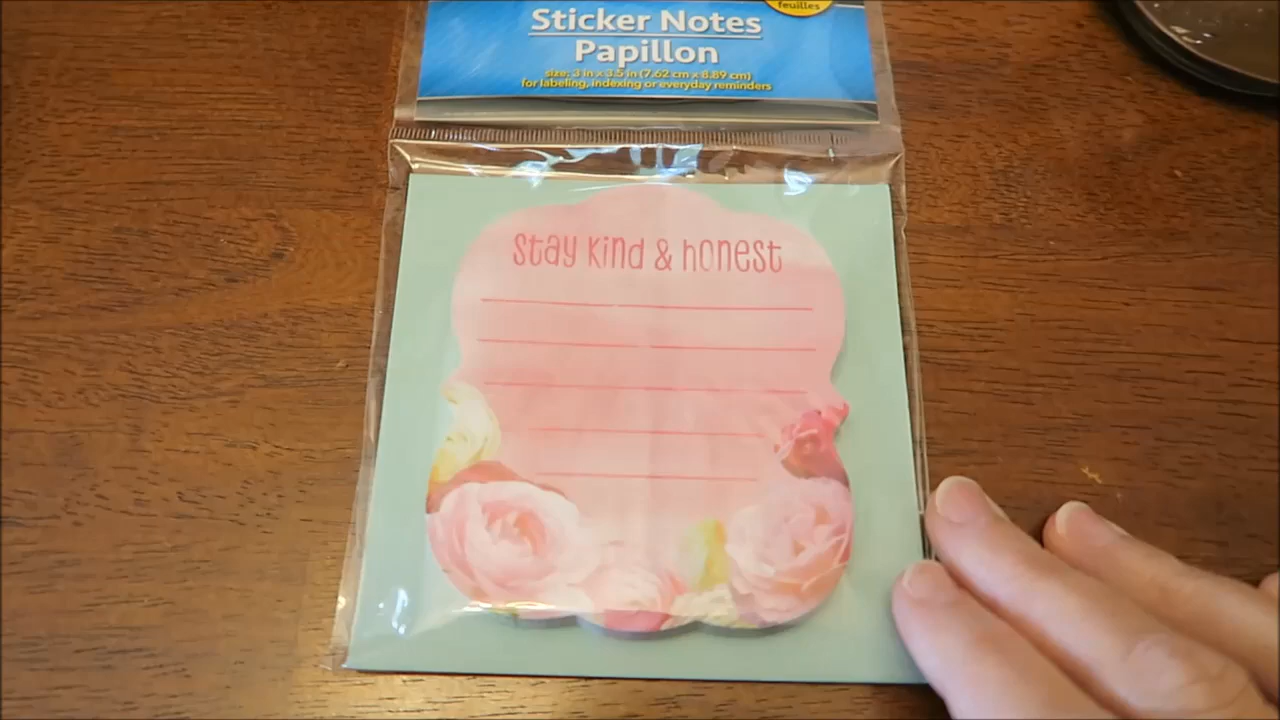 feuilles
Sticker Notes
Papillon
size: 3 in x 3.5 in (7.62 cm x 8.89 cm)
for labeling, indexing or everyday reminders
stay kind & honest